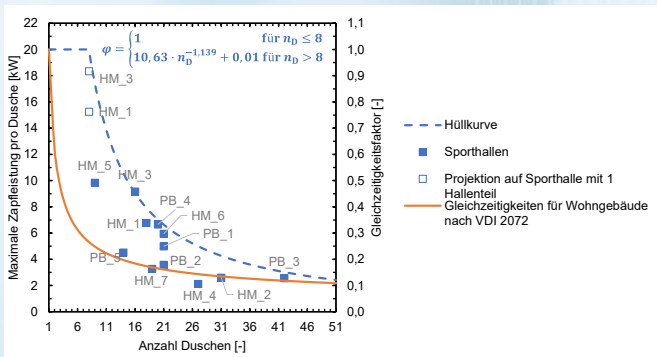 Maximale Zapfleistung pro Dusche [kW]
20
18
16
14
12
10
8
6
4
2
0
φ = {1 für n_D ≤ 8
10,63 · n_D^−1,139 + 0,01 für n_D > 8
HM_3
HM_1
HM_5
HM_3
PB_4
HM_1
HM_6
PB_1
PB_5
PB_2
HM_7
PB_3
HM_4
HM_2
1,1
1,0
0,9
0,8
0,7
0,6
0,5
0,4
0,3
0,2
0,1
0,0
Gleichzeitigkeitsfaktor [-]
1 6 11 16 21 26 31 36 41 46 51
Anzahl Duschen [-]
Hüllkurve
Sporthallen
Projektion auf Sporthalle mit 1
Hallenteil
Gleichzeitigkeiten für Wohngebäude
nach VDI 2072